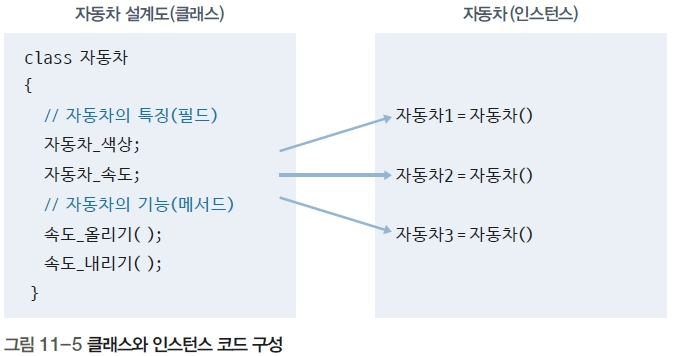 자동차 설계도(클래스)
class 자동차
{
// 자동차의 특징(필드)
자동차_색상;
자동차_속도;
// 자동차의 기능(메서드)
속도_올리기( );
속도_내리기( );
}
자동차(인스턴스)
자동차1 = 자동차()
자동차2 = 자동차()
자동차3 = 자동차()
그림 11-5 클래스와 인스턴스 코드 구성